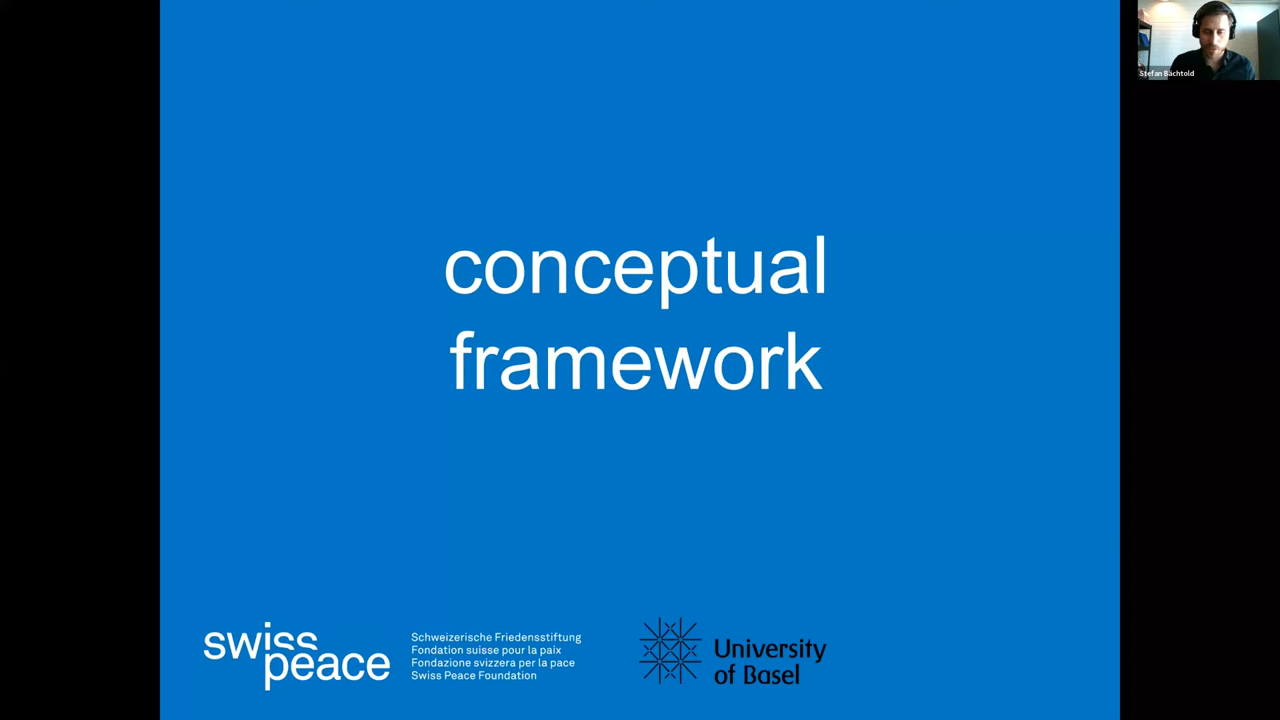 Stefan Bächtold
conceptual
framework
swiss
peace
Schweizerische Friedensstiftung
Fondation suisse pour la paix
Fondazione svizzera per la pace
Swiss Peace Foundation
University
of Basel